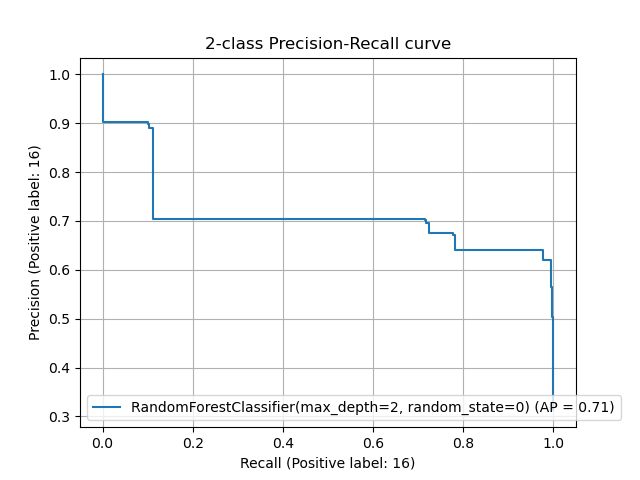 2-class Precision-Recall curve
Precision (Positive label: 16)
1.0
0.9
0.8
0.7
0.6
0.5
0.4
0.3
RandomForestClassifier(max_depth=2, random_state=0) (AP = 0.71)
0.0 0.2 0.4 0.6 0.8 1.0
Recall (Positive label: 16)